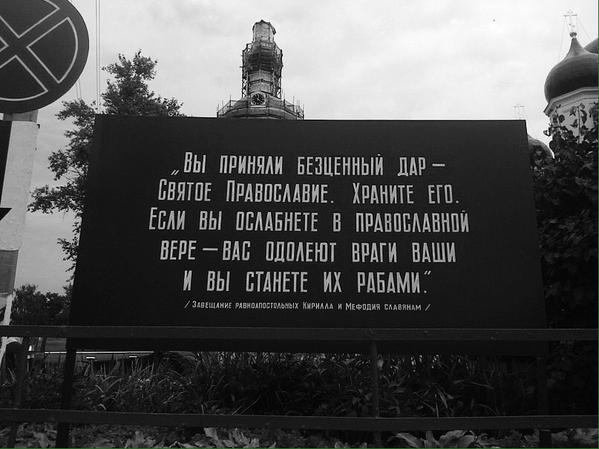 „Вы приняли бесценный дар —
Святое Православие. Храните его.
Если вы ослабнете в православной
вере — вас одолеют враги ваши
и вы станете их рабами.“
/ Завещание равноапостольных Кирилла и Мефодия славянам /